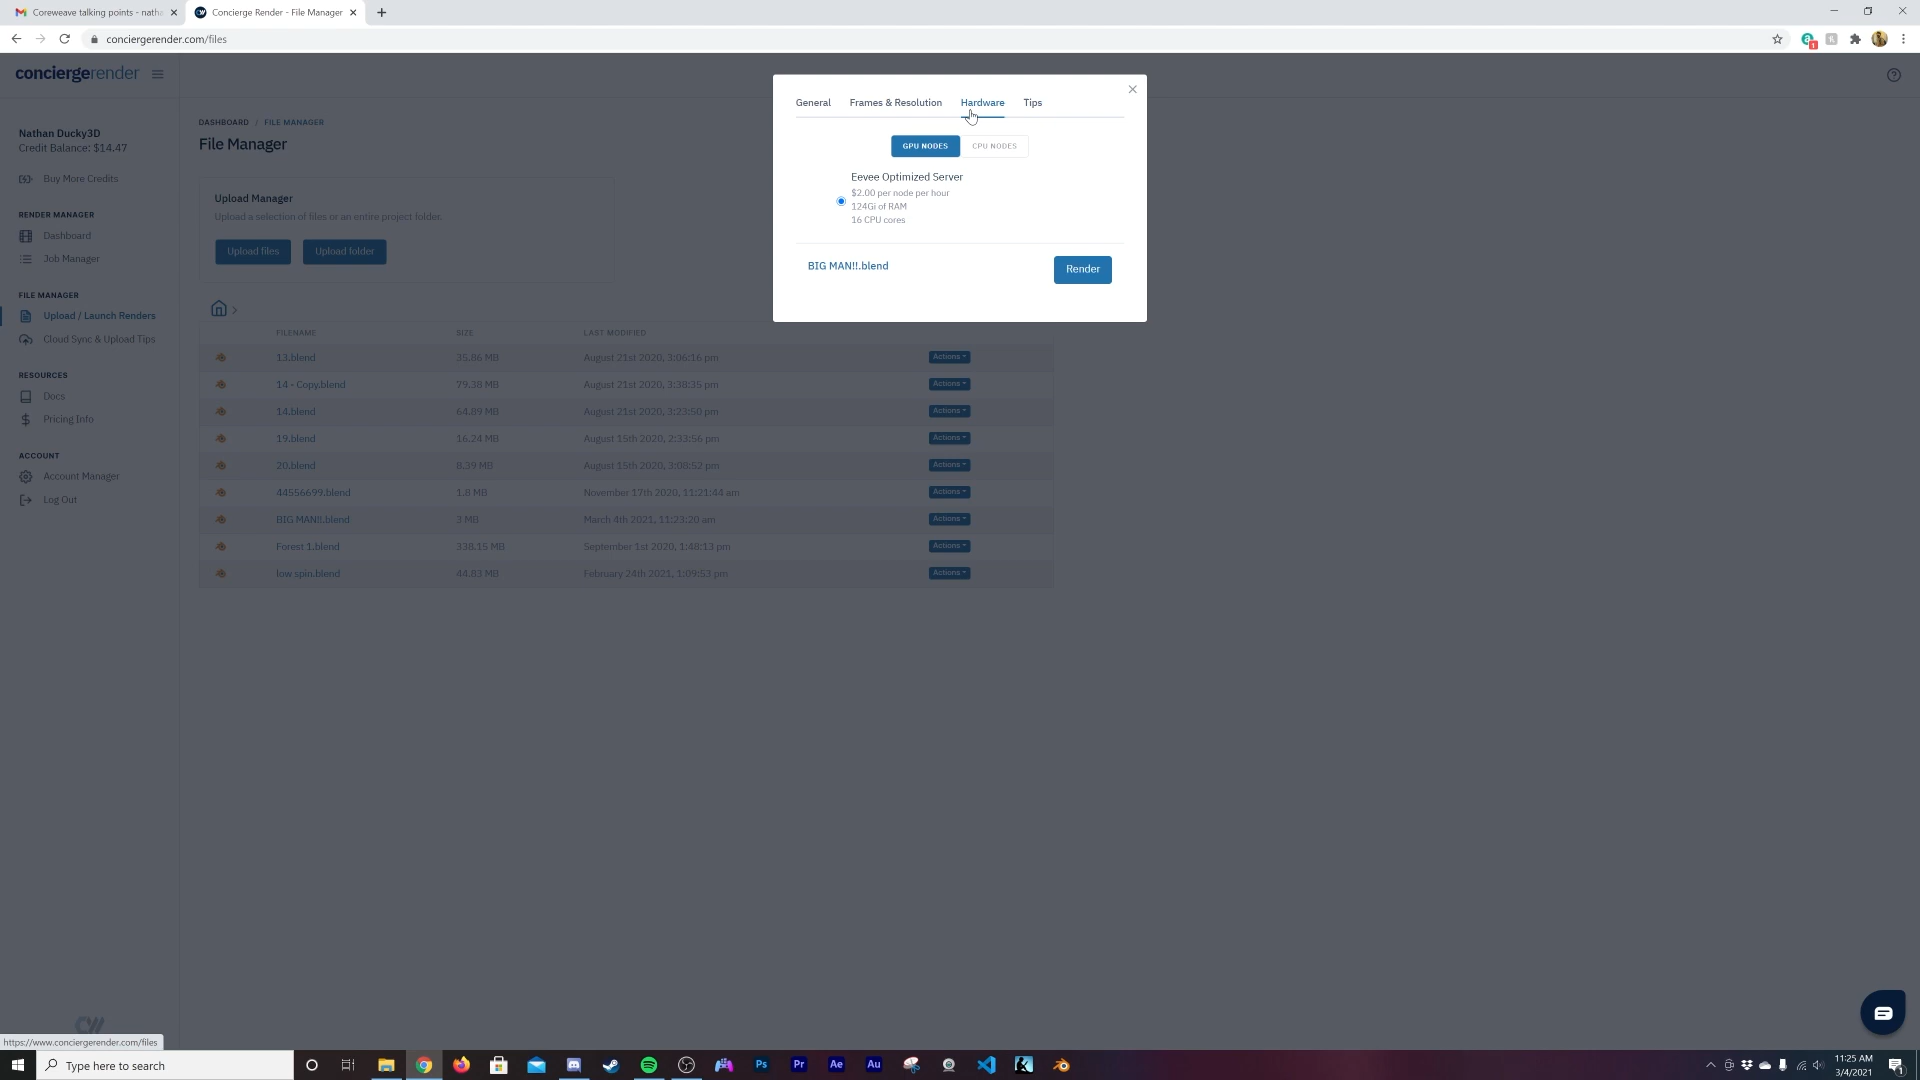 Coreweave talking points - nath
Concierge Render - File Manager
conciergerender.com/files
conciergerender
Nathan Ducky3D
Credit Balance: $14.47
Buy More Credits
RENDER MANAGER
Dashboard
Job Manager
FILE MANAGER
Upload / Launch Renders
Cloud Sync & Upload Tips
RESOURCES
Docs
Pricing Info
ACCOUNT
Account Manager
Log Out
DASHBOARD / FILE MANAGER
File Manager
Upload Manager
Upload a selection of files or an entire project folder.
Upload files Upload folder
FILENAME SIZE LAST MODIFIED
13.blend 35.86 MB August 21st 2020, 3:06:16 pm Actions
14 - Copy.blend 79.38 MB August 21st 2020, 3:38:35 pm Actions
14.blend 64.89 MB August 21st 2020, 3:23:50 pm Actions
19.blend 16.24 MB August 15th 2020, 2:33:56 pm Actions
20.blend 8.39 MB August 15th 2020, 3:08:52 pm Actions
44556699.blend 1.8 MB November 17th 2020, 11:21:44 am Actions
BIG MAN!!.blend 3 MB March 4th 2021, 11:23:20 am Actions
Forest 1.blend 338.15 MB September 1st 2020, 1:48:13 pm Actions
low spin.blend 44.83 MB February 24th 2021, 1:09:53 pm Actions
General Frames & Resolution Hardware Tips
GPU NODES CPU NODES
Eevee Optimized Server
$2.00 per node per hour
124Gi of RAM
16 CPU cores
BIG MAN!!.blend Render
https://www.conciergerender.com/files
Type here to search
Ps Pr Ae Au
11:25 AM
3/4/2021